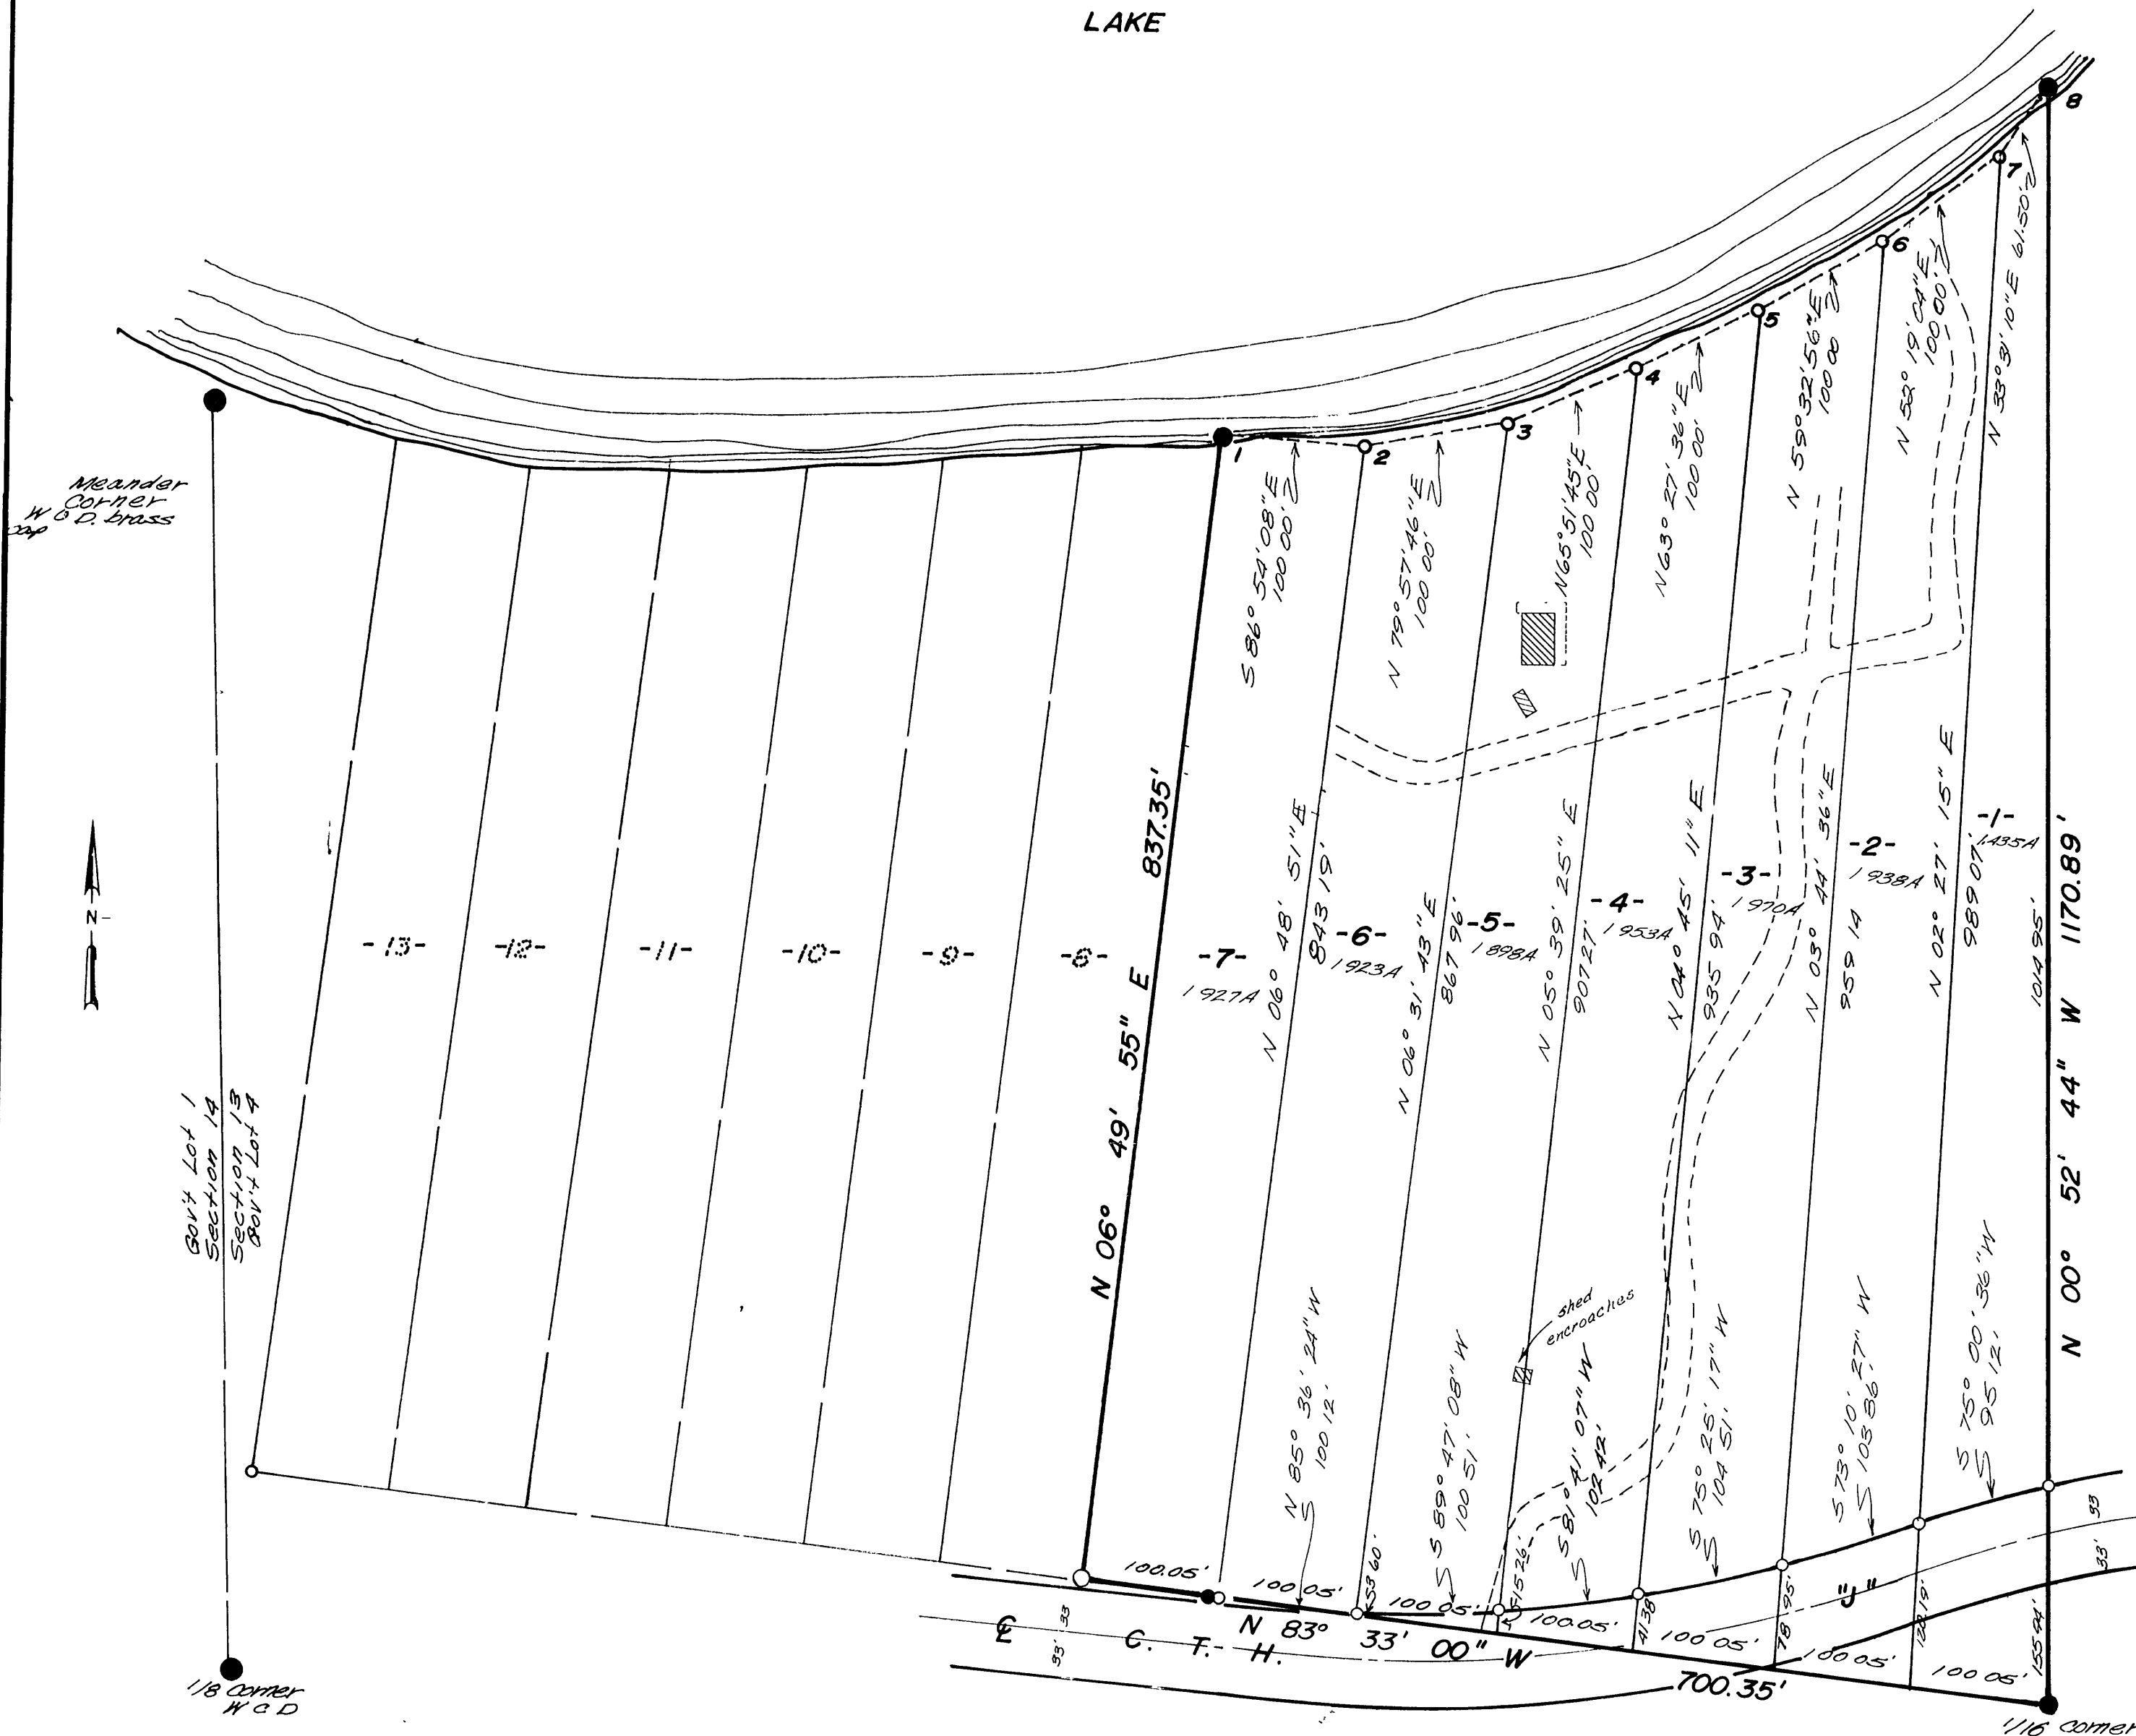 LAKE
8
7
6
5
4
3
2
1
Meander
Corner
W C D. brass
cap
S 86° 54' 08" E
100 00'
N 79° 57' 46" E
100 00'
N 65° 51' 45" E
100 00'
N 63° 27' 36" E
100 00'
N 59° 32' 56" E
100 00
N 52° 19' 04" E
100 00'
N 33° 31' 10" E 61.50'
N
-13-
-12-
-11-
-10-
-9-
-8-
-7-
1 927A
-6-
1 923A
-5-
1 898A
-4-
1 953A
-3-
1 970A
-2-
1 938A
-1-
1.435A
N 06° 49' 55" E 837.35'
N 06° 48' 51" E
843 19'
N 06° 31' 43" E
867 96'
N 05° 39' 25" E
907 27'
N 04° 45' 11" E
935 94'
N 03° 44' 36" E
959 14
N 02° 27' 15" E
989 07'
1014 95'
N 00° 52' 44" W 1170.89'
Gov't Lot 1
Section 14
Section 13
Gov't Lot 4
shed
encroaches
N 85° 36' 24" W
100 12'
S 89° 47' 08" W
100 51'
S 81° 41' 07" W
102 42'
S 75° 25' 17" W
104 51'
S 73° 10' 27" W
103 86'
S 75° 00' 36" W
95 12'
100.05'
100 05'
100 05'
100.05'
100 05'
100 05'
100 05'
53 60'
15 26'
41 38
78 95'
122.19'
155 94'
33
33'
33
33'
℄ C. T. H. "J"
N 83° 33' 00" W
700.35'
1/8 corner
W C D
1/16 corner